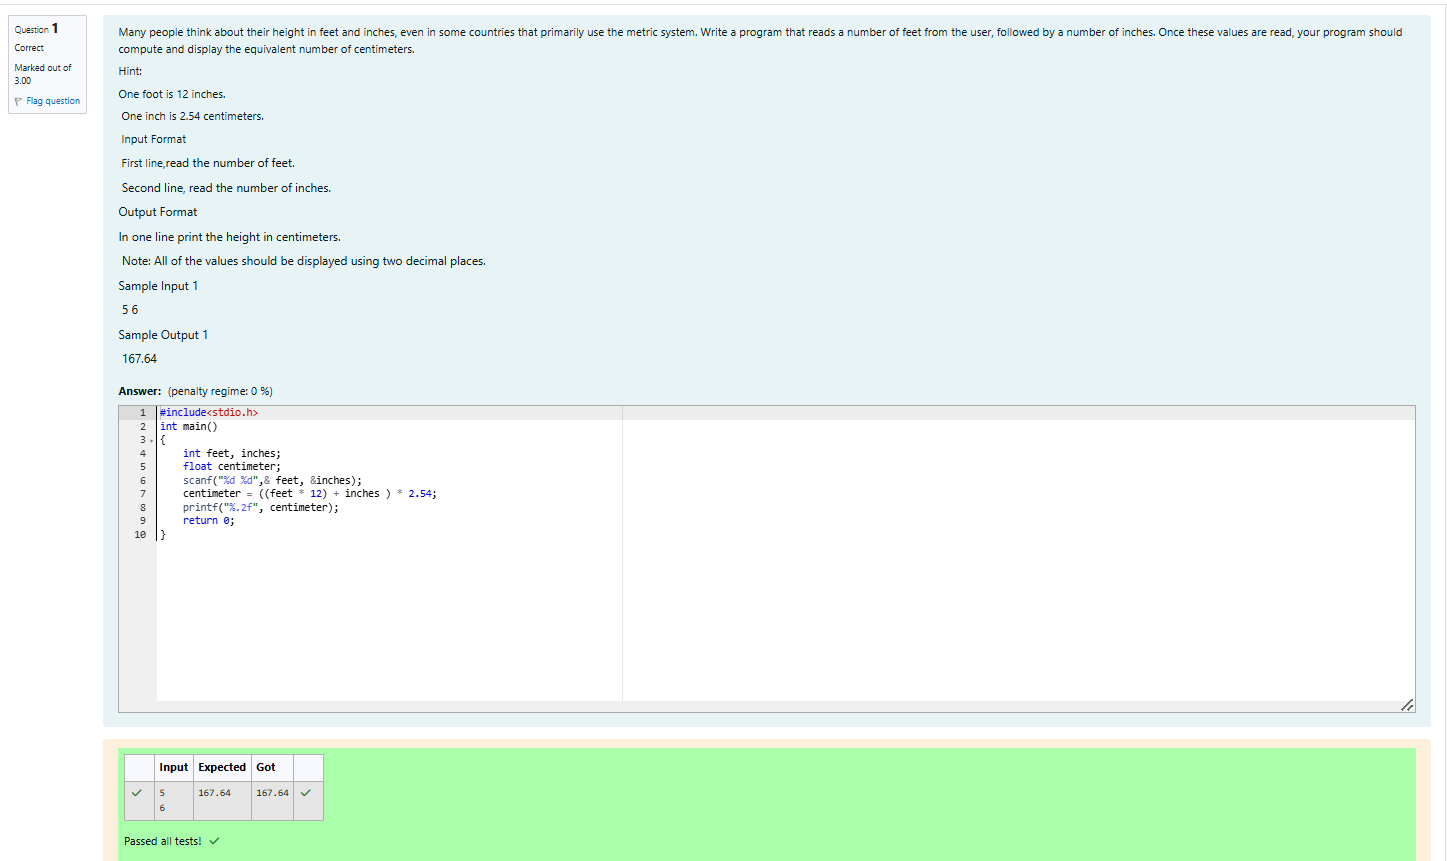 Question 1
Correct
Marked out of
3.00
Flag question
Many people think about their height in feet and inches, even in some countries that primarily use the metric system. Write a program that reads a number of feet from the user, followed by a number of inches. Once these values are read, your program should
compute and display the equivalent number of centimeters.
Hint:
One foot is 12 inches.
One inch is 2.54 centimeters.
Input Format
First line,read the number of feet.
Second line, read the number of inches.
Output Format
In one line print the height in centimeters.
Note: All of the values should be displayed using two decimal places.
Sample Input 1
5 6
Sample Output 1
167.64
Answer: (penalty regime: 0 %)
1 #include<stdio.h>
2 int main()
3 {
4 int feet, inches;
5 float centimeter;
6 scanf("%d %d",& feet, &inches);
7 centimeter = ((feet * 12) + inches ) * 2.54;
8 printf("%.2f", centimeter);
9 return 0;
10 }
Input Expected Got
5 167.64 167.64
6
Passed all tests!